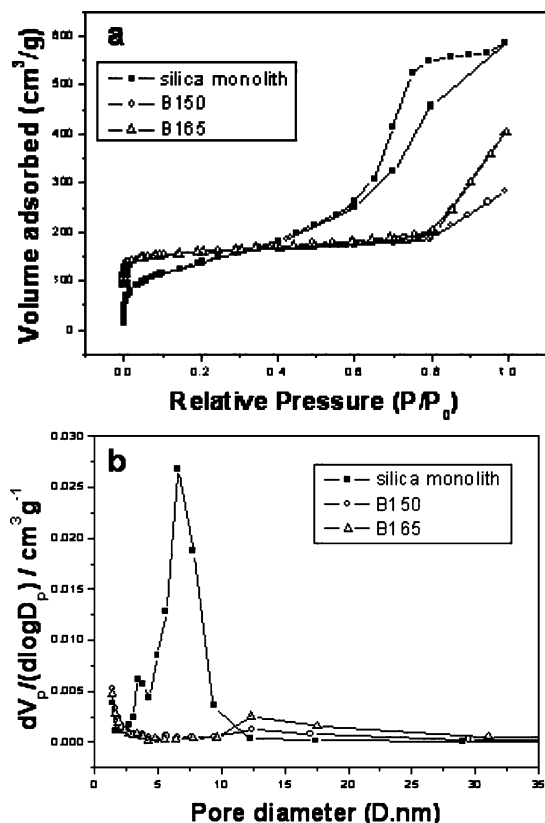 a
Volume adsorbed (cm³/g)
600
500
400
300
200
100
0
silica monolith
B150
B165
0.0 0.2 0.4 0.6 0.8 1.0
Relative Pressure (P/P₀)
b
dVₚ/(dlogDₚ) / cm³g⁻¹
0.030
0.025
0.020
0.015
0.010
0.005
0.000
silica monolith
B150
B165
0 5 10 15 20 25 30 35
Pore diameter (D.nm)